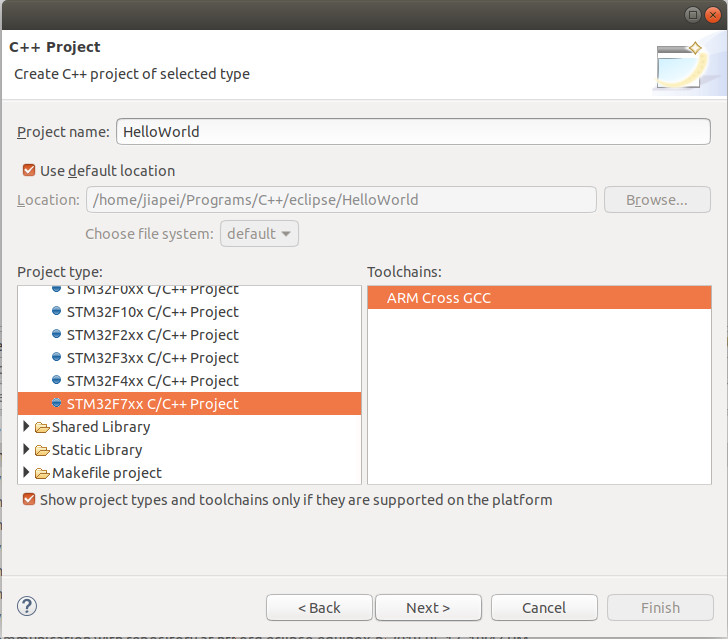 C++ Project
Create C++ project of selected type
Project name: HelloWorld
Use default location
Location: /home/jiapei/Programs/C++/eclipse/HelloWorld Browse...
Choose file system: default
Project type: Toolchains:
STM32F0xx C/C++ Project ARM Cross GCC
STM32F10x C/C++ Project
STM32F2xx C/C++ Project
STM32F3xx C/C++ Project
STM32F4xx C/C++ Project
STM32F7xx C/C++ Project
Shared Library
Static Library
Makefile project
Show project types and toolchains only if they are supported on the platform
? < Back Next > Cancel Finish